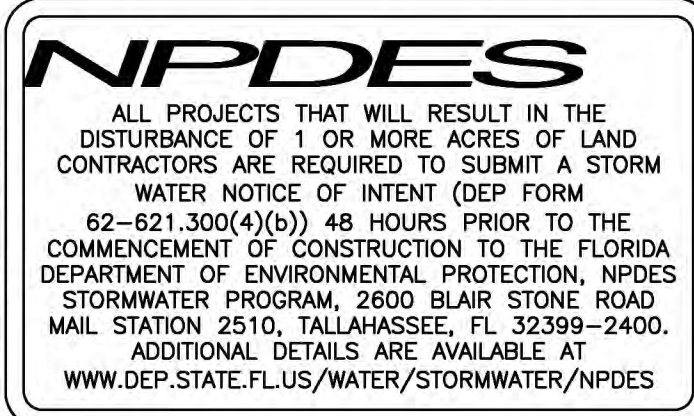 NPDES
ALL PROJECTS THAT WILL RESULT IN THE
DISTURBANCE OF 1 OR MORE ACRES OF LAND
CONTRACTORS ARE REQUIRED TO SUBMIT A STORM
WATER NOTICE OF INTENT (DEP FORM
62-621.300(4)(b)) 48 HOURS PRIOR TO THE
COMMENCEMENT OF CONSTRUCTION TO THE FLORIDA
DEPARTMENT OF ENVIRONMENTAL PROTECTION, NPDES
STORMWATER PROGRAM, 2600 BLAIR STONE ROAD
MAIL STATION 2510, TALLAHASSEE, FL 32399-2400.
ADDITIONAL DETAILS ARE AVAILABLE AT
WWW.DEP.STATE.FL.US/WATER/STORMWATER/NPDES